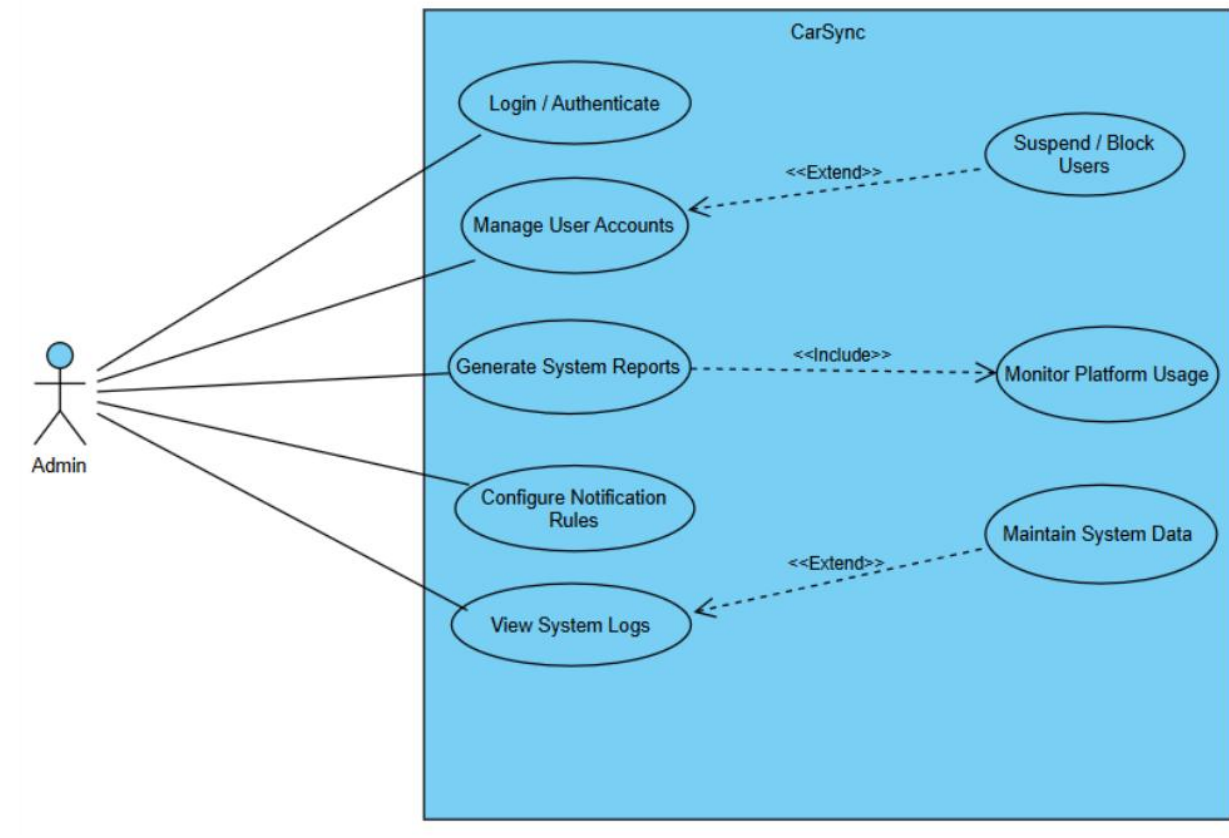 CarSync
Login / Authenticate
Suspend / Block
Users
<<Extend>>
Manage User Accounts
<<Include>>
Generate System Reports
Monitor Platform Usage
Admin
Configure Notification
Rules
Maintain System Data
<<Extend>>
View System Logs